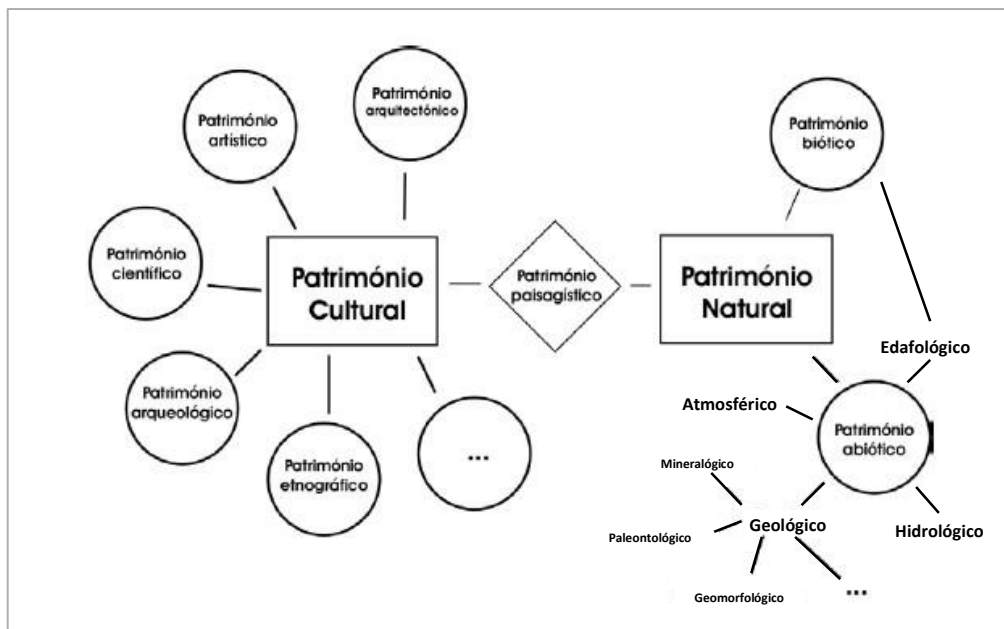 Património
arquitectónico
Património
artístico
Património
biótico
Património
científico
Património
Cultural
Património
paisagístico
Património
Natural
Edafológico
Património
arqueológico
Atmosférico
Património
abiótico
Património
etnográfico
...
Mineralógico
Geológico
Paleontológico
Hidrológico
Geomorfológico
...